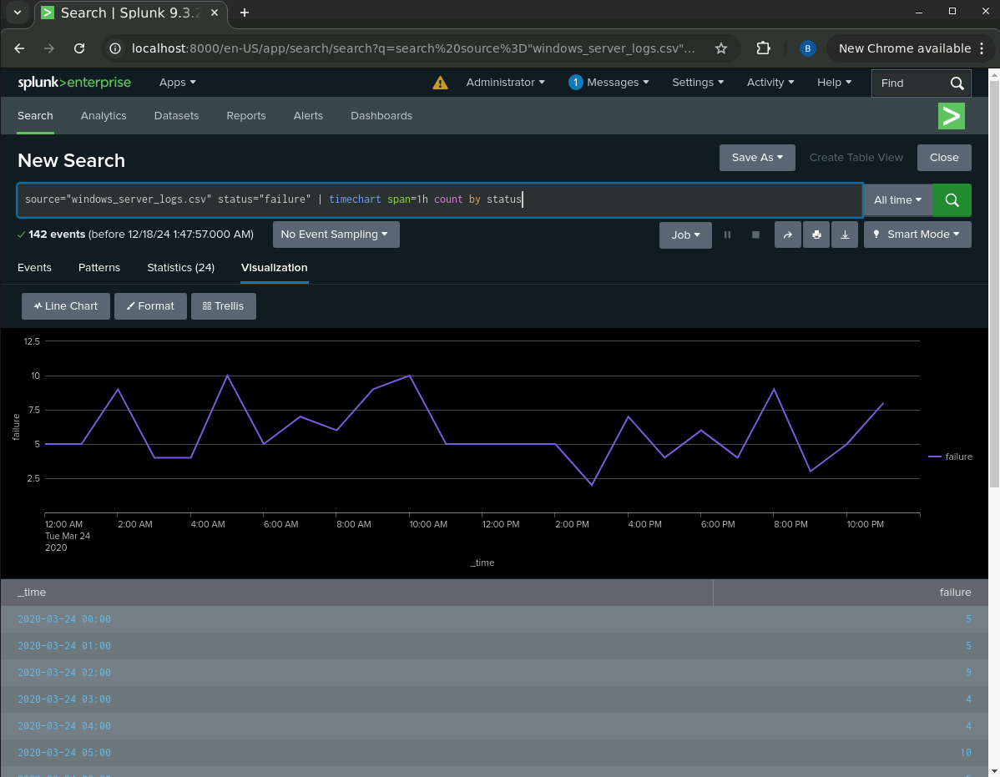 Search | Splunk 9.3.2
localhost:8000/en-US/app/search/search?q=search%20source%3D"windows_server_logs.csv"...
B
New Chrome available
splunk>enterprise
Apps
Administrator
1 Messages
Settings
Activity
Help
Find
Search
Analytics
Datasets
Reports
Alerts
Dashboards
>
New Search
Save As
Create Table View
Close
source="windows_server_logs.csv" status="failure" | timechart span=1h count by status
All time
142 events (before 12/18/24 1:47:57.000 AM)
No Event Sampling
Job
Smart Mode
Events
Patterns
Statistics (24)
Visualization
Line Chart
Format
Trellis
12.5
10
7.5
5
2.5
failure
failure
12:00 AM
Tue Mar 24
2020
2:00 AM
4:00 AM
6:00 AM
8:00 AM
10:00 AM
12:00 PM
2:00 PM
4:00 PM
6:00 PM
8:00 PM
10:00 PM
_time
_time failure
2020-03-24 00:00 5
2020-03-24 01:00 5
2020-03-24 02:00 9
2020-03-24 03:00 4
2020-03-24 04:00 4
2020-03-24 05:00 10